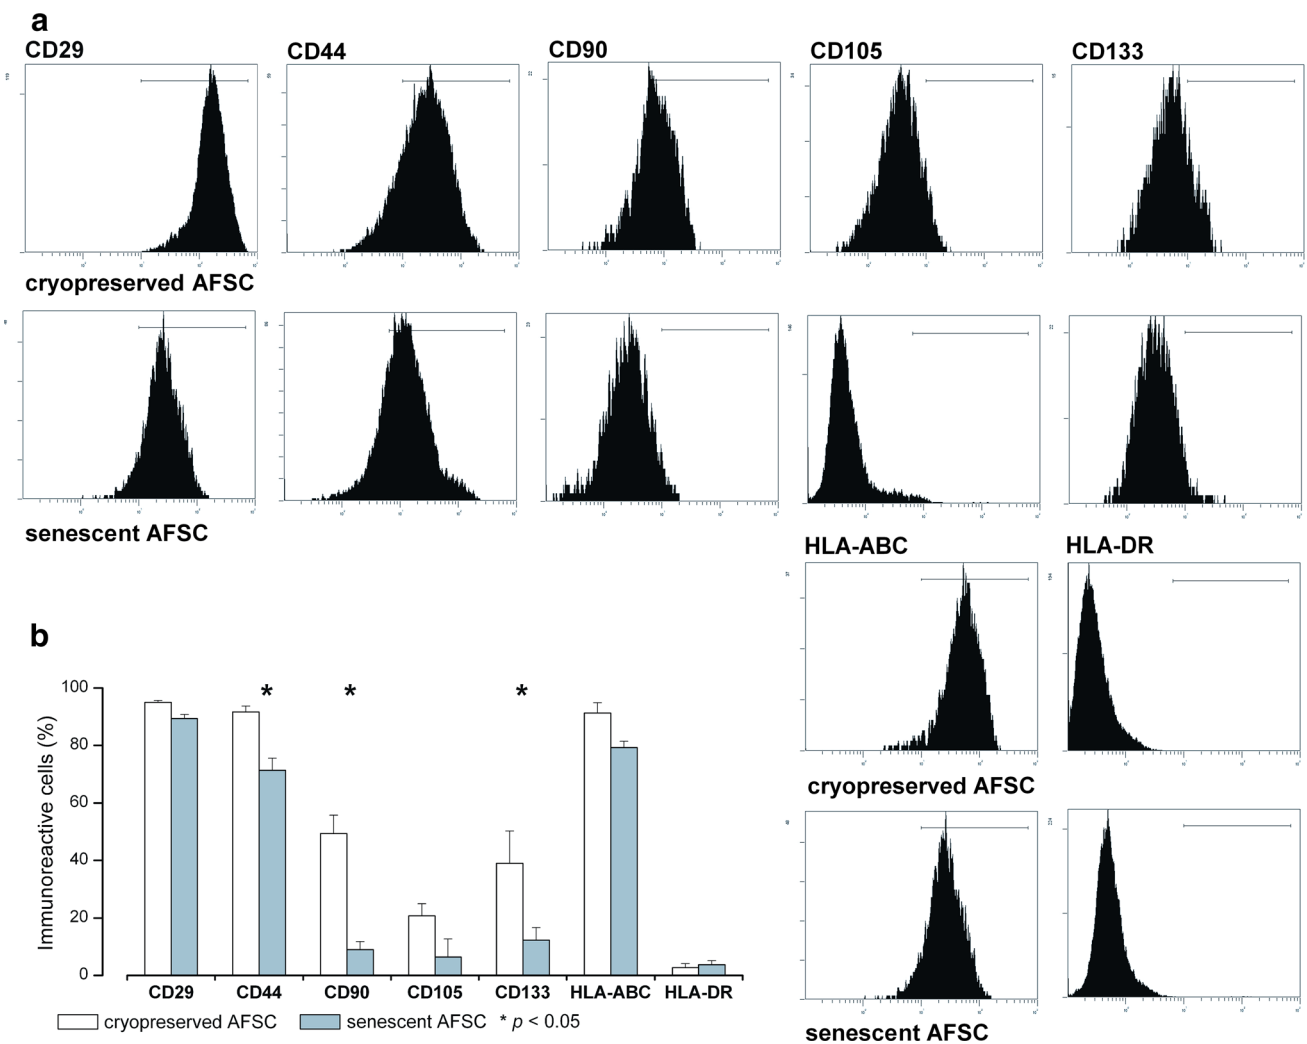 a
CD29 CD44 CD90 CD105 CD133
cryopreserved AFSC
senescent AFSC
HLA-ABC HLA-DR
cryopreserved AFSC
senescent AFSC
b
Immunoreactive cells (%)
100
80
60
40
20
0
* * *
CD29 CD44 CD90 CD105 CD133 HLA-ABC HLA-DR
cryopreserved AFSC senescent AFSC * p < 0.05